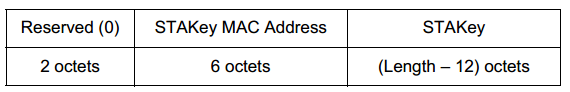 Reserved (0) STAKey MAC Address STAKey
2 octets 6 octets (Length – 12) octets